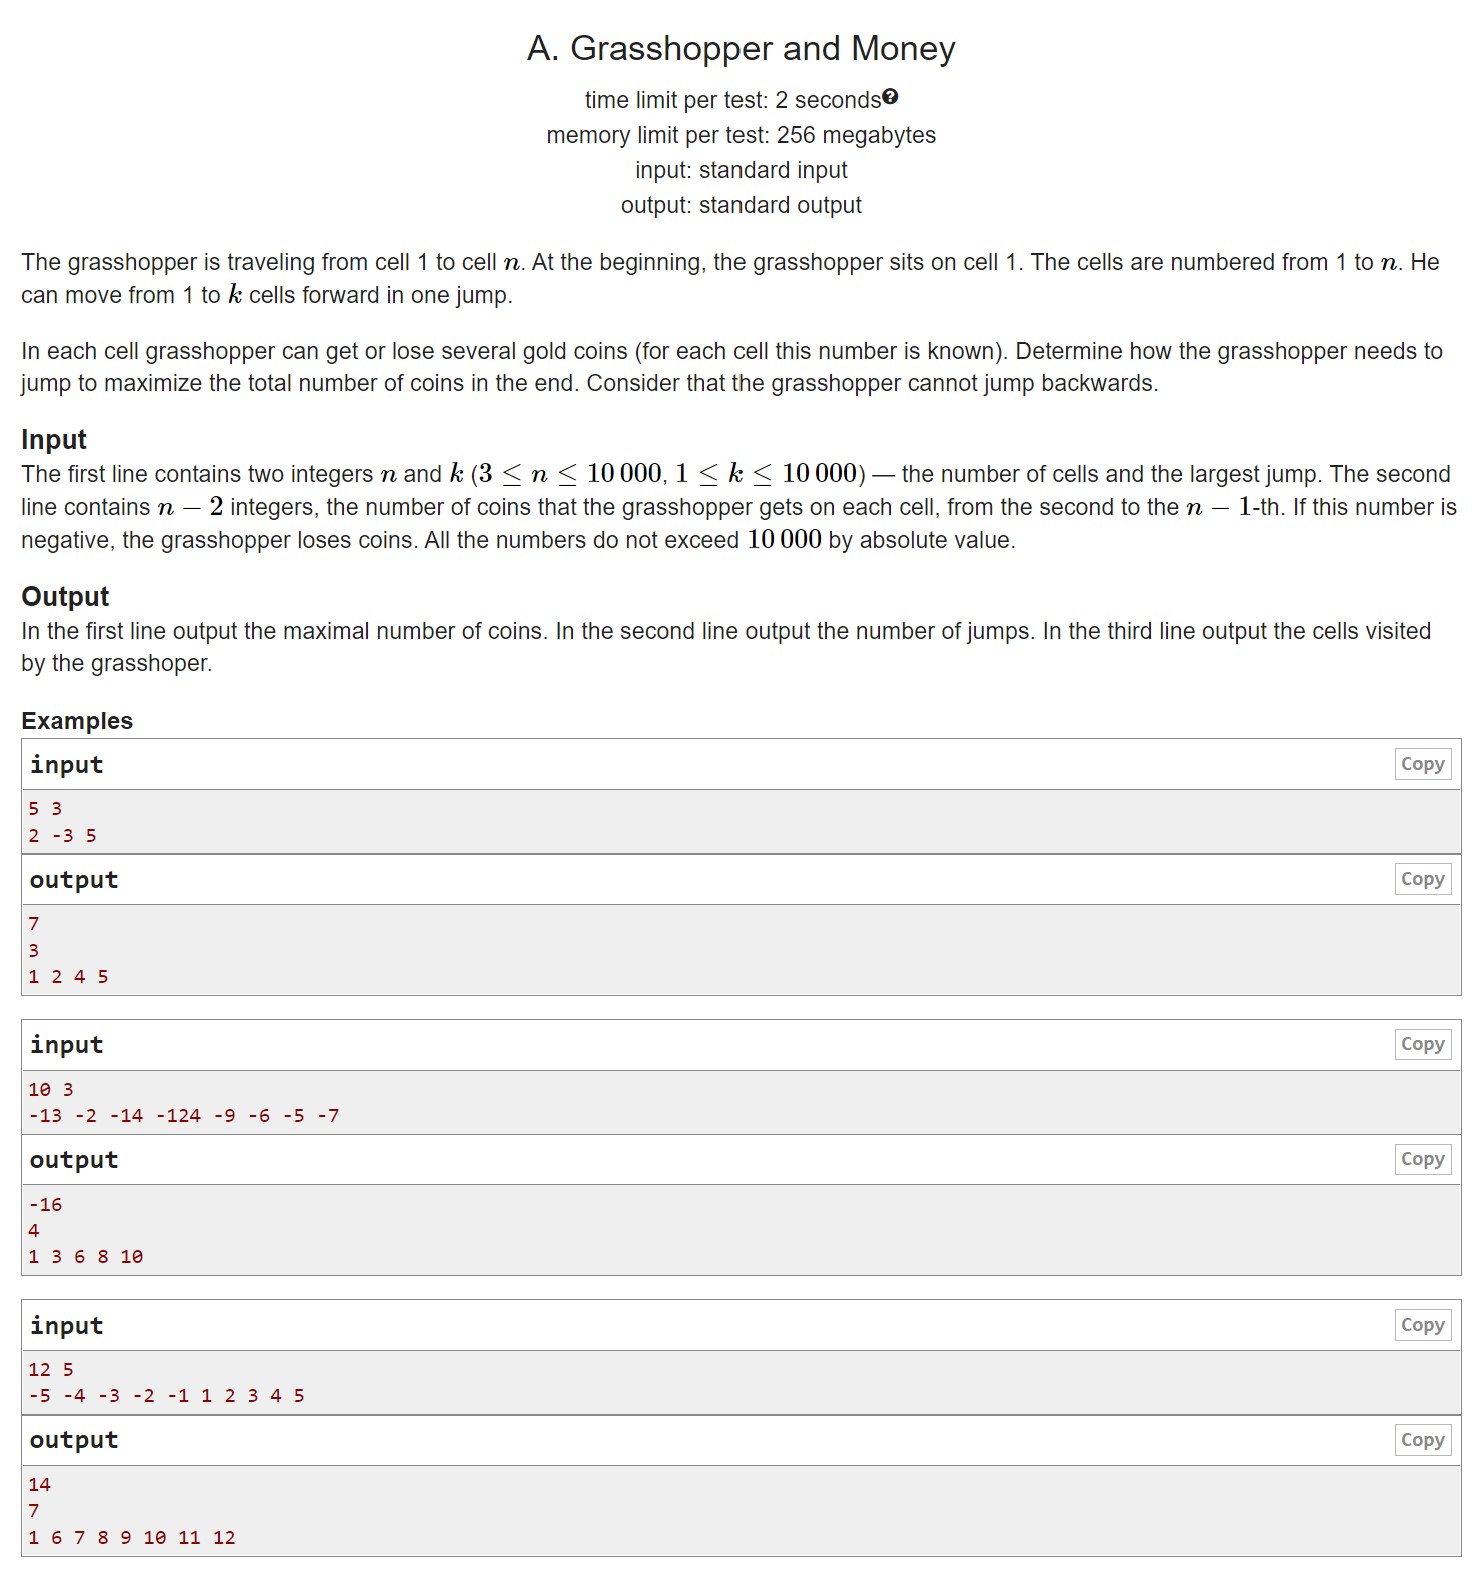 A. Grasshopper and Money
time limit per test: 2 seconds
memory limit per test: 256 megabytes
input: standard input
output: standard output
The grasshopper is traveling from cell 1 to cell n. At the beginning, the grasshopper sits on cell 1. The cells are numbered from 1 to n. He
can move from 1 to k cells forward in one jump.
In each cell grasshopper can get or lose several gold coins (for each cell this number is known). Determine how the grasshopper needs to
jump to maximize the total number of coins in the end. Consider that the grasshopper cannot jump backwards.
Input
The first line contains two integers n and k (3 ≤ n ≤ 10 000, 1 ≤ k ≤ 10 000) — the number of cells and the largest jump. The second
line contains n − 2 integers, the number of coins that the grasshopper gets on each cell, from the second to the n − 1-th. If this number is
negative, the grasshopper loses coins. All the numbers do not exceed 10 000 by absolute value.
Output
In the first line output the maximal number of coins. In the second line output the number of jumps. In the third line output the cells visited
by the grasshoper.
Examples
input
Copy
5 3
2 -3 5
output
Copy
7
3
1 2 4 5
input
Copy
10 3
-13 -2 -14 -124 -9 -6 -5 -7
output
Copy
-16
4
1 3 6 8 10
input
Copy
12 5
-5 -4 -3 -2 -1 1 2 3 4 5
output
Copy
14
7
1 6 7 8 9 10 11 12